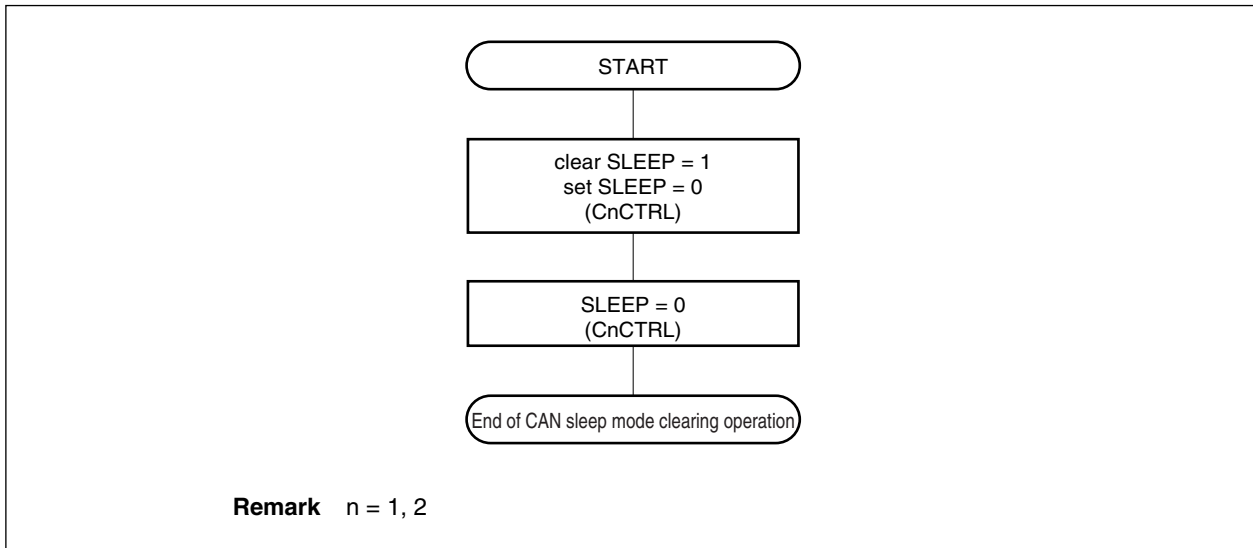 START
clear SLEEP = 1
set SLEEP = 0
(CnCTRL)
SLEEP = 0
(CnCTRL)
End of CAN sleep mode clearing operation
Remark n = 1, 2